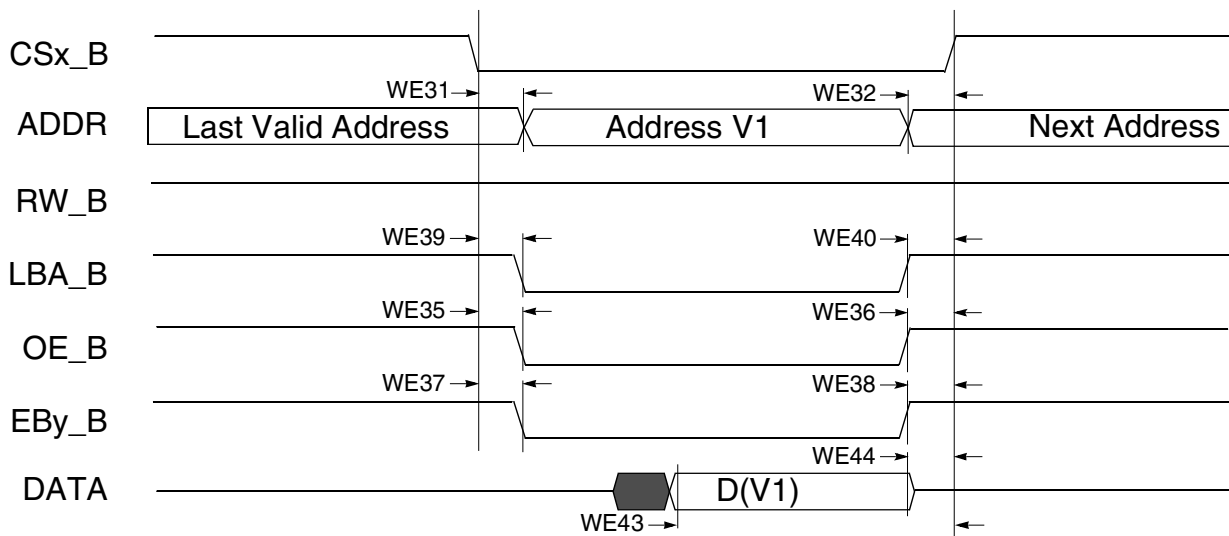 CSx_B
WE31
WE32
ADDR
Last Valid Address
Address V1
Next Address
RW_B
WE39
WE40
LBA_B
WE35
WE36
OE_B
WE37
WE38
EBy_B
WE44
DATA
D(V1)
WE43